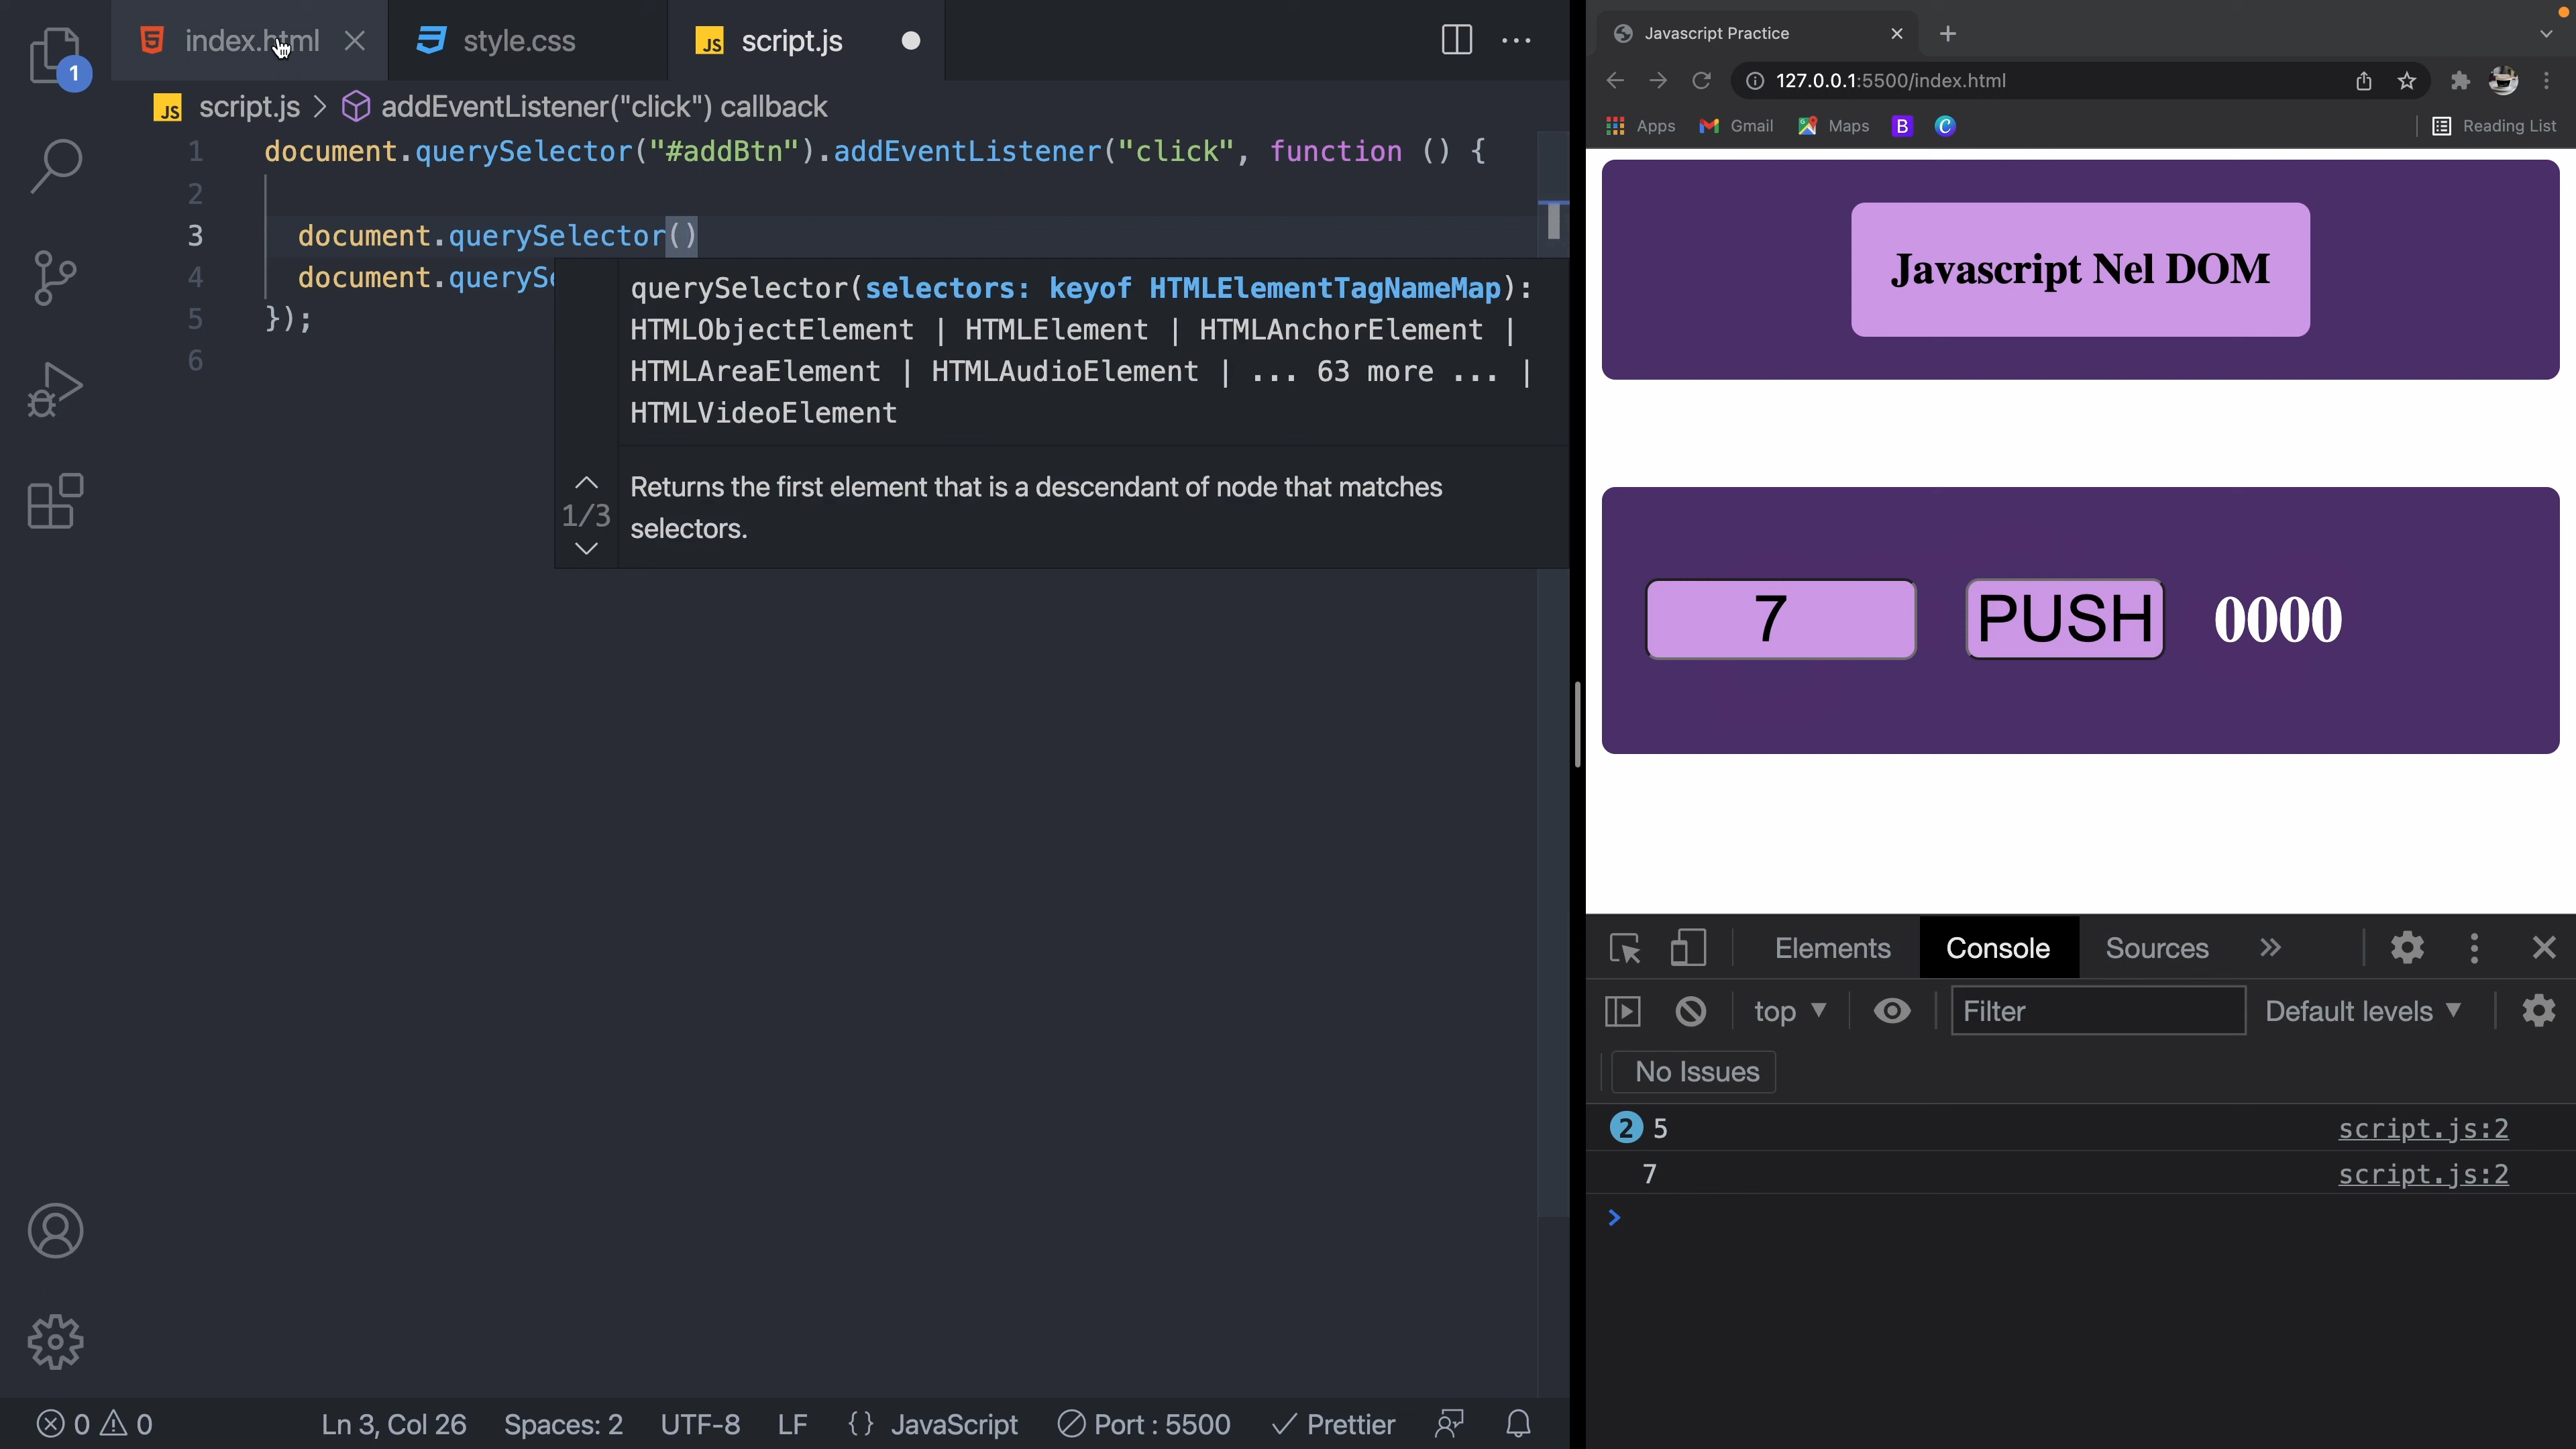 index.html
style.css
JS script.js
1
JS script.js > addEventListener("click") callback
1 document.querySelector("#addBtn").addEventListener("click", function () {
2
3 document.querySelector()
4 document.queryS
5 });
6
querySelector(selectors: keyof HTMLElementTagNameMap):
HTMLObjectElement | HTMLElement | HTMLAnchorElement |
HTMLAreaElement | HTMLAudioElement | ... 63 more ... |
HTMLVideoElement
1/3
Returns the first element that is a descendant of node that matches
selectors.
0 0
Ln 3, Col 26
Spaces: 2
UTF-8
LF
{} JavaScript
Port : 5500
Prettier
Javascript Practice
127.0.0.1:5500/index.html
Apps
Gmail
Maps
B
C
Reading List
Javascript Nel DOM
7
PUSH
0000
Elements
Console
Sources
top
Filter
Default levels
No Issues
2 5 script.js:2
7 script.js:2